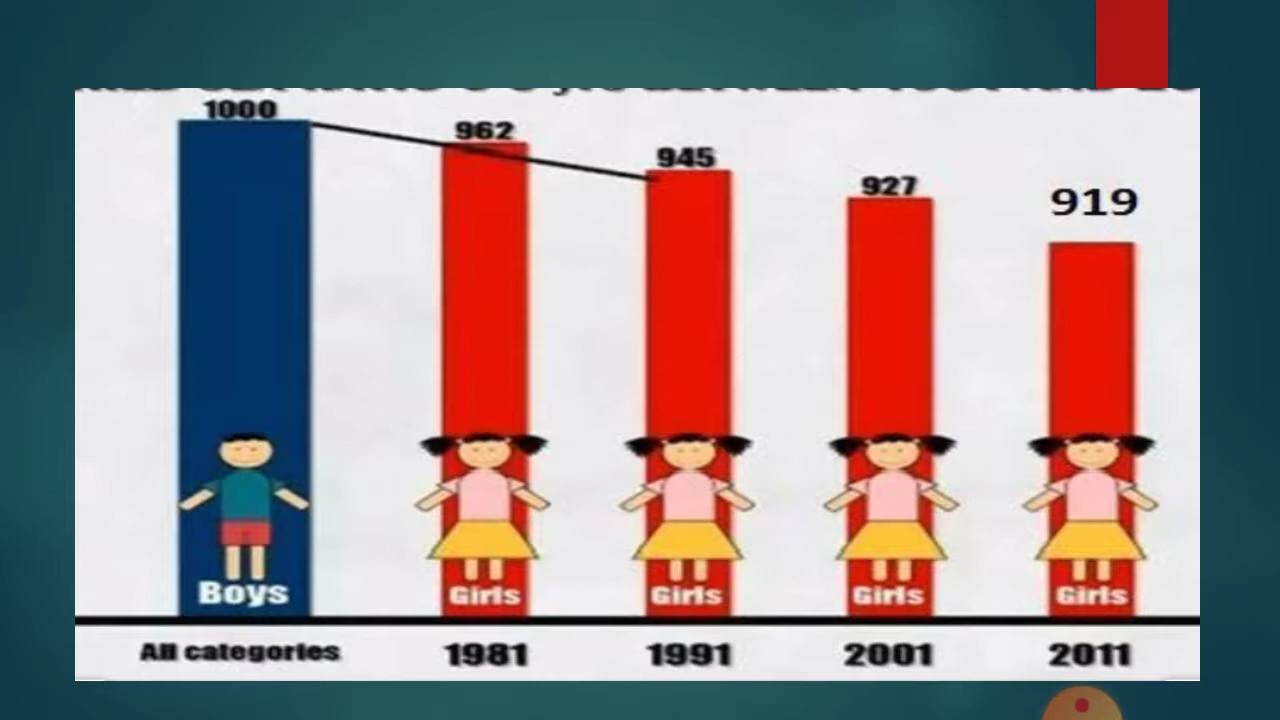 1000
962
945
927
919
Boys
Girls
Girls
Girls
Girls
All categories
1981
1991
2001
2011